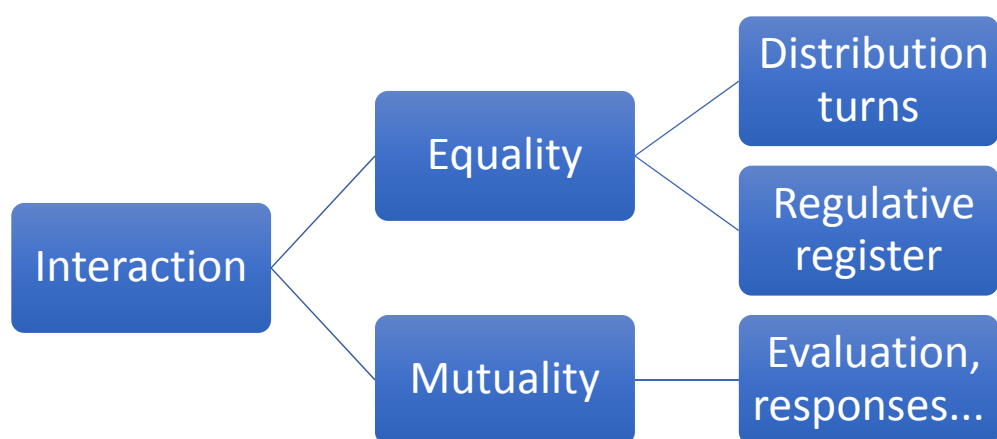 Interaction
Equality
Mutuality
Distribution
turns
Regulative
register
Evaluation,
responses...